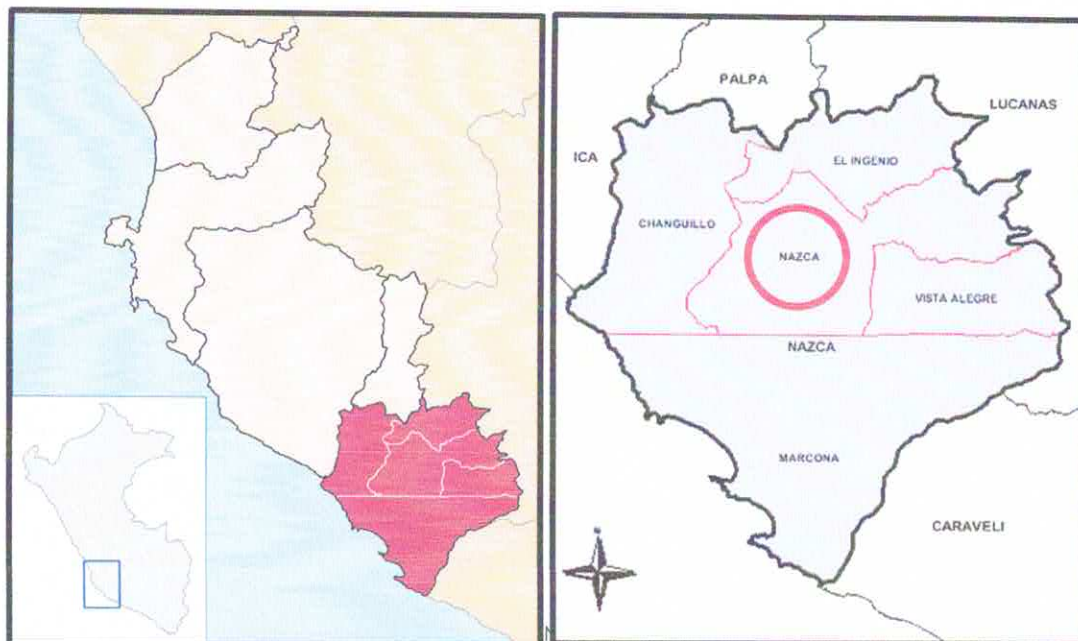 PALPA
LUCANAS
ICA
EL INGENIO
CHANGUILLO
NAZCA
VISTA ALEGRE
NAZCA
MARCONA
CARAVELI